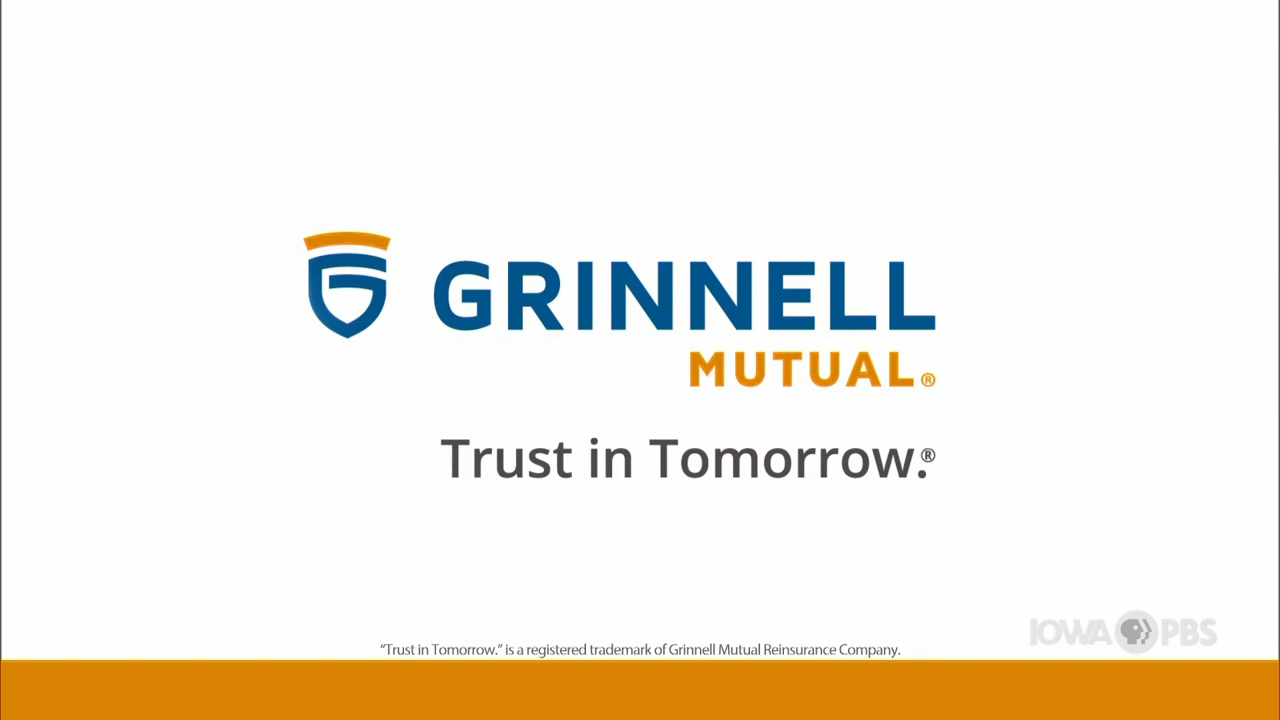 GRINNELL
MUTUAL®
Trust in Tomorrow.®
IOWA PBS
“Trust in Tomorrow.” is a registered trademark of Grinnell Mutual Reinsurance Company.